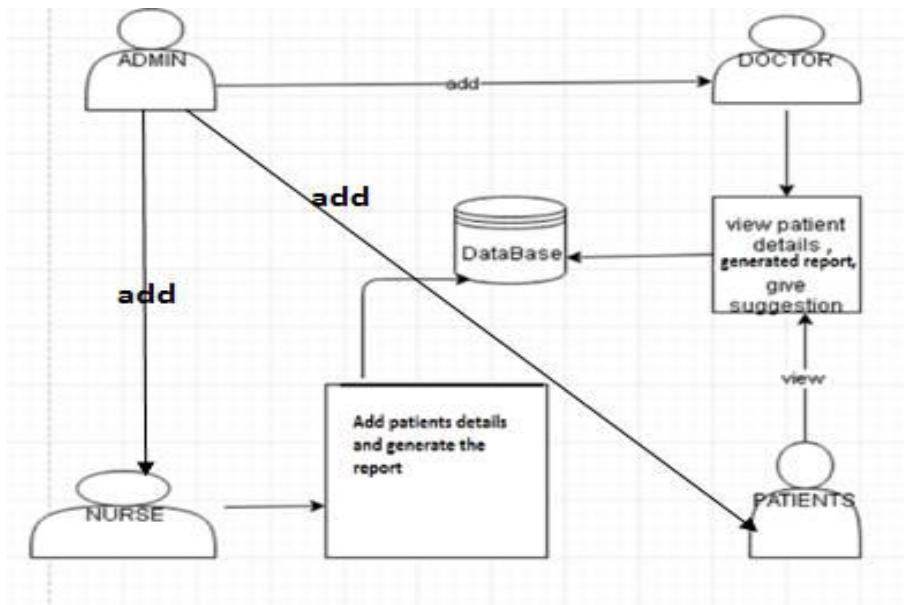 ADMIN
DOCTOR
add
add
view patient
details ,
generated report,
give
suggestion
DataBase
add
view
Add patients details
and generate the
report
NURSE
PATIENTS